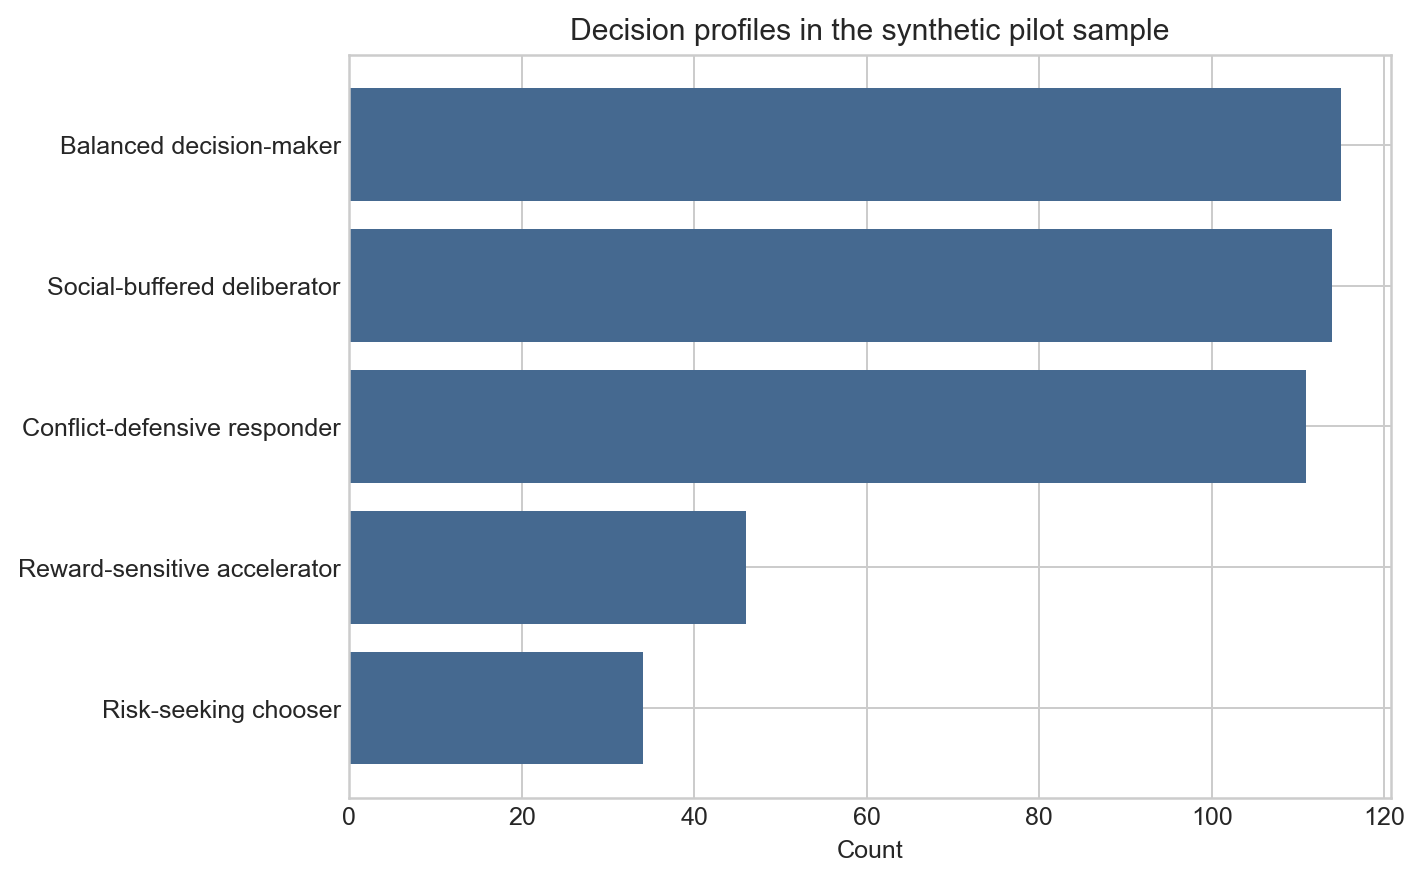 Decision profiles in the synthetic pilot sample
Balanced decision-maker
Social-buffered deliberator
Conflict-defensive responder
Reward-sensitive accelerator
Risk-seeking chooser
0 20 40 60 80 100 120
Count